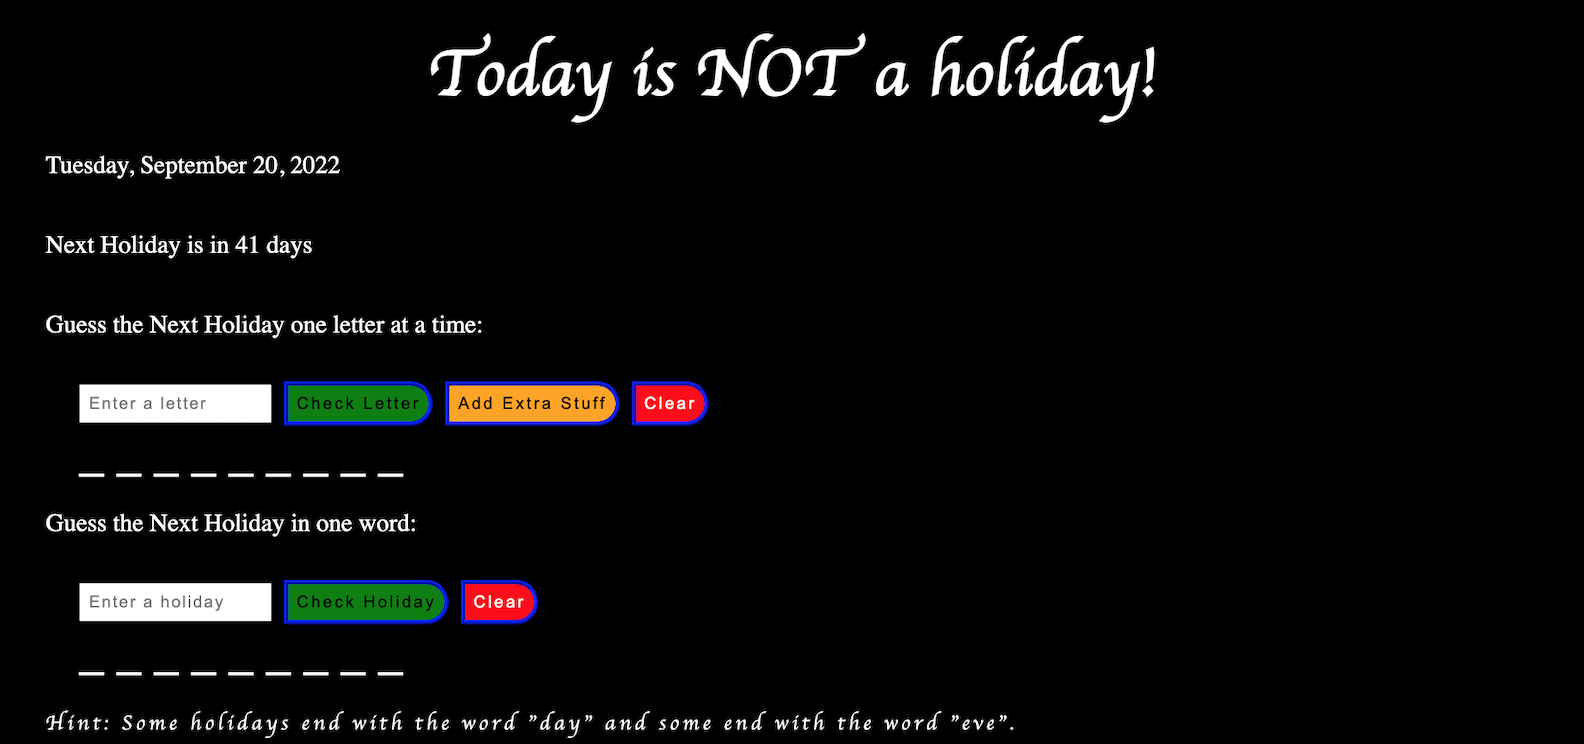 Today is NOT a holiday!
Tuesday, September 20, 2022
Next Holiday is in 41 days
Guess the Next Holiday one letter at a time:
Enter a letter Check Letter Add Extra Stuff Clear
_ _ _ _ _ _ _ _ _
Guess the Next Holiday in one word:
Enter a holiday Check Holiday Clear
_ _ _ _ _ _ _ _ _
Hint: Some holidays end with the word "day" and some end with the word "eve".